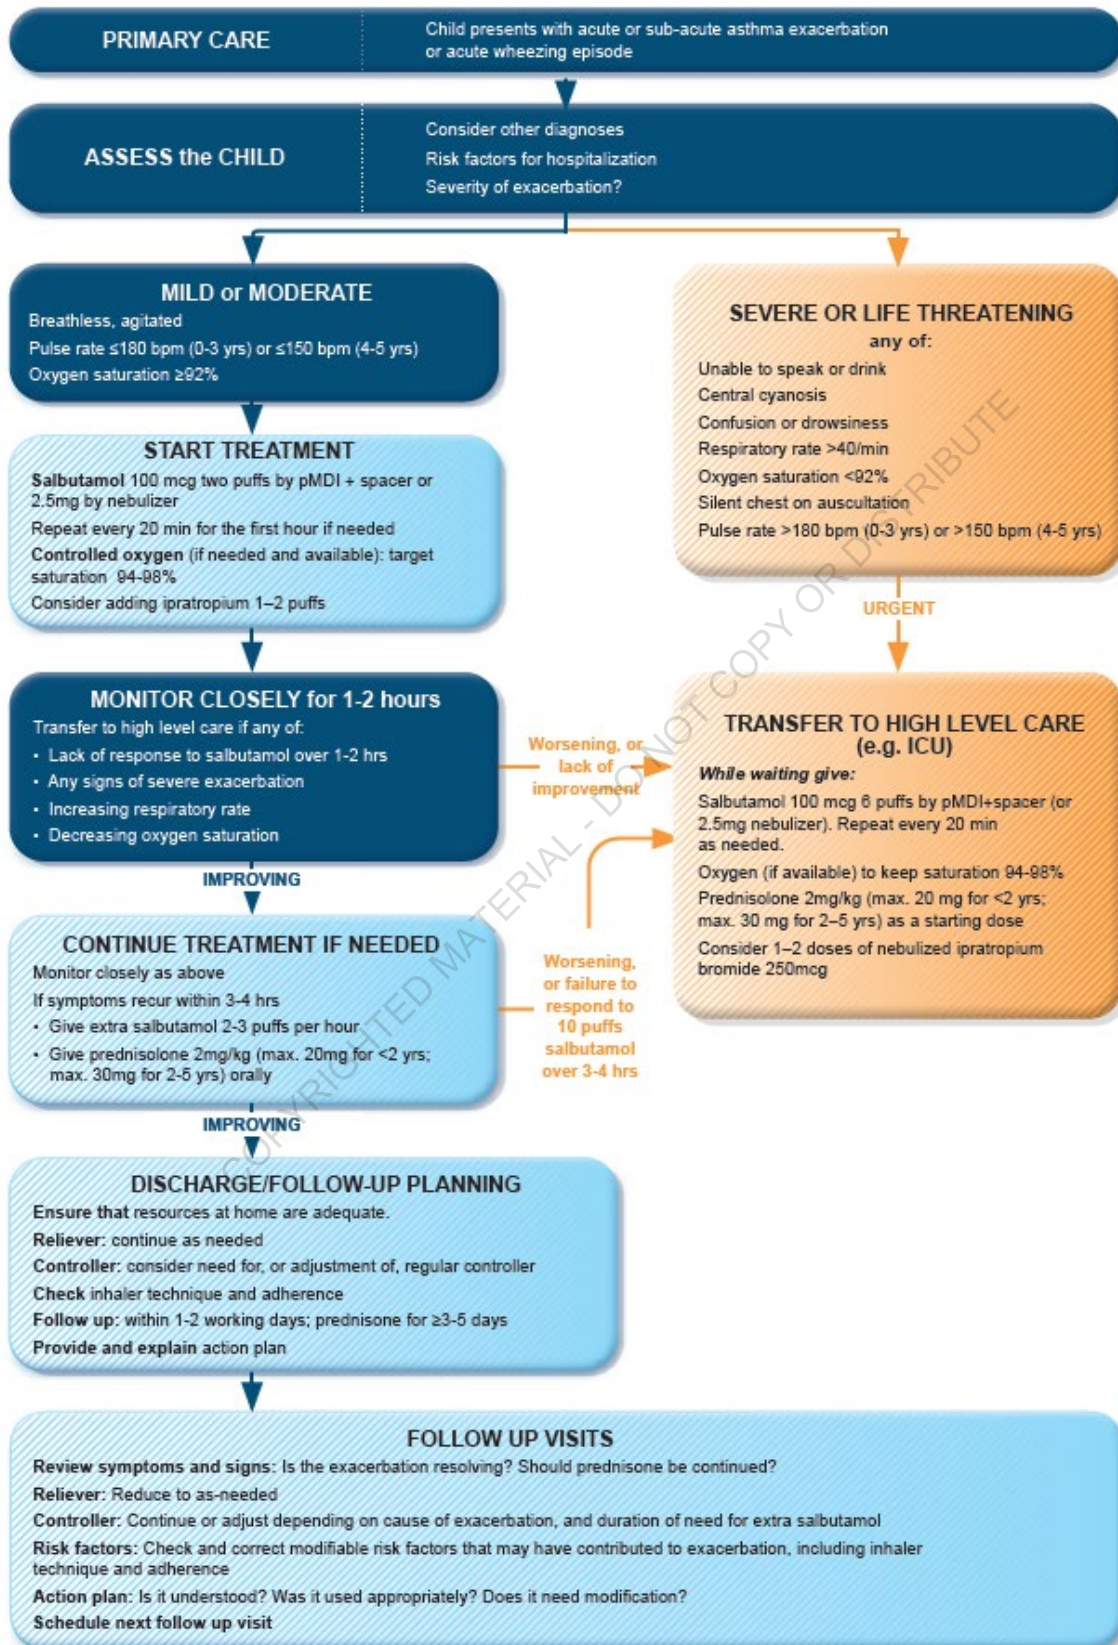 PRIMARY CARE
Child presents with acute or sub-acute asthma exacerbation
or acute wheezing episode
ASSESS the CHILD
Consider other diagnoses
Risk factors for hospitalization
Severity of exacerbation?
MILD or MODERATE
Breathless, agitated
Pulse rate ≤180 bpm (0-3 yrs) or ≤150 bpm (4-5 yrs)
Oxygen saturation ≥92%
SEVERE OR LIFE THREATENING
any of:
Unable to speak or drink
Central cyanosis
Confusion or drowsiness
Respiratory rate >40/min
Oxygen saturation <92%
Silent chest on auscultation
Pulse rate >180 bpm (0-3 yrs) or >150 bpm (4-5 yrs)
START TREATMENT
Salbutamol 100 mcg two puffs by pMDI + spacer or
2.5mg by nebulizer
Repeat every 20 min for the first hour if needed
Controlled oxygen (if needed and available): target
saturation 94-98%
Consider adding ipratropium 1–2 puffs
URGENT
MONITOR CLOSELY for 1-2 hours
Transfer to high level care if any of:
• Lack of response to salbutamol over 1-2 hrs
• Any signs of severe exacerbation
• Increasing respiratory rate
• Decreasing oxygen saturation
Worsening, or
lack of
improvement
TRANSFER TO HIGH LEVEL CARE
(e.g. ICU)
While waiting give:
Salbutamol 100 mcg 6 puffs by pMDI+spacer (or
2.5mg nebulizer). Repeat every 20 min
as needed.
Oxygen (if available) to keep saturation 94-98%
Prednisolone 2mg/kg (max. 20 mg for <2 yrs;
max. 30 mg for 2–5 yrs) as a starting dose
Consider 1–2 doses of nebulized ipratropium
bromide 250mcg
IMPROVING
CONTINUE TREATMENT IF NEEDED
Monitor closely as above
If symptoms recur within 3-4 hrs
• Give extra salbutamol 2-3 puffs per hour
• Give prednisolone 2mg/kg (max. 20mg for <2 yrs;
max. 30mg for 2-5 yrs) orally
Worsening,
or failure to
respond to
10 puffs
salbutamol
over 3-4 hrs
IMPROVING
DISCHARGE/FOLLOW-UP PLANNING
Ensure that resources at home are adequate.
Reliever: continue as needed
Controller: consider need for, or adjustment of, regular controller
Check inhaler technique and adherence
Follow up: within 1-2 working days; prednisone for ≥3-5 days
Provide and explain action plan
FOLLOW UP VISITS
Review symptoms and signs: Is the exacerbation resolving? Should prednisone be continued?
Reliever: Reduce to as-needed
Controller: Continue or adjust depending on cause of exacerbation, and duration of need for extra salbutamol
Risk factors: Check and correct modifiable risk factors that may have contributed to exacerbation, including inhaler
technique and adherence
Action plan: Is it understood? Was it used appropriately? Does it need modification?
Schedule next follow up visit
COPYRIGHTED MATERIAL - DO NOT COPY OR DISTRIBUTE